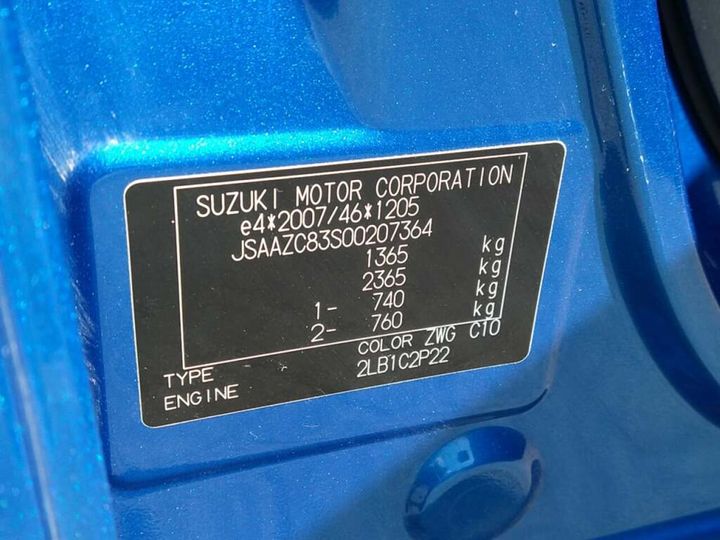 SUZUKI MOTOR CORPORATION
e4*2007/46*1205
JSAAZC83S00207364
1365 kg
2365 kg
1- 740 kg
2- 760 kg
COLOR ZWG C10
TYPE 2LB1C2P22
ENGINE